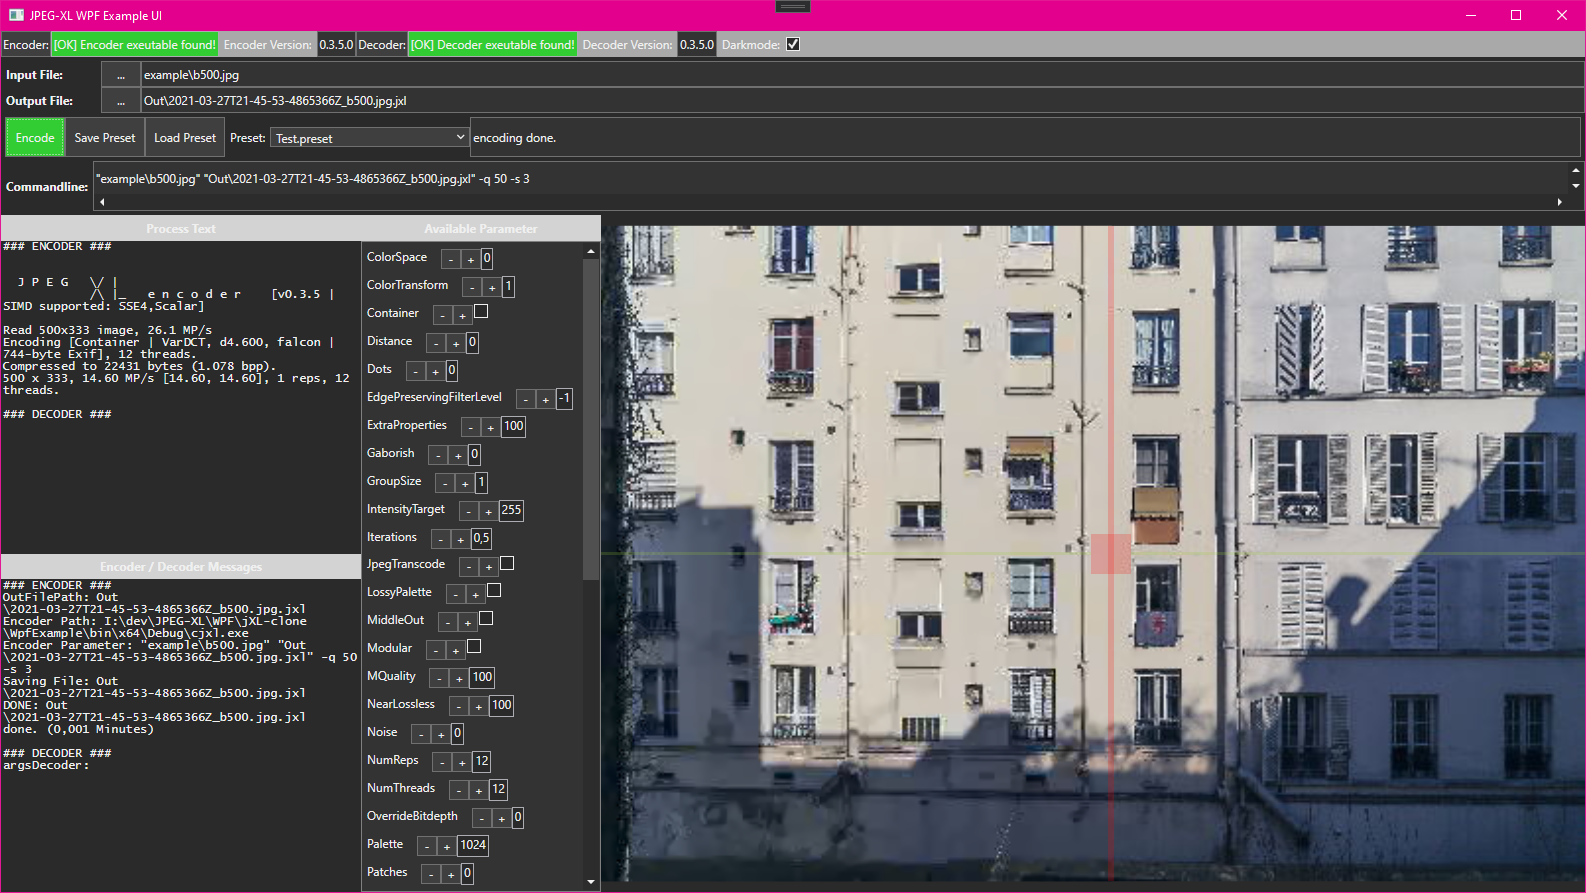 JPEG-XL WPF Example UI
Encoder: [OK] Encoder exeutable found! Encoder Version: 0.3.5.0 Decoder: [OK] Decoder exeutable found! Decoder Version: 0.3.5.0 Darkmode:
Input File: ... example\b500.jpg
Output File: ... Out\2021-03-27T21-45-53-4865366Z_b500.jpg.jxl
Encode Save Preset Load Preset Preset: Test.preset encoding done.
Commandline: "example\b500.jpg" "Out\2021-03-27T21-45-53-4865366Z_b500.jpg.jxl" -q 50 -s 3
Process Text
### ENCODER ###
J P E G \/ |
/\ |_ e n c o d e r [v0.3.5 |
SIMD supported: SSE4,Scalar]
Read 500x333 image, 26.1 MP/s
Encoding [Container | VarDCT, d4.600, falcon |
744-byte Exif], 12 threads.
Compressed to 22431 bytes (1.078 bpp).
500 x 333, 14.60 MP/s [14.60, 14.60], 1 reps, 12
threads.
### DECODER ###
Encoder / Decoder Messages
### ENCODER ###
OutFilePath: Out
\2021-03-27T21-45-53-4865366Z_b500.jpg.jxl
Encoder Path: I:\dev\JPEG-XL\WPF\jXL-clone
\WpfExample\bin\x64\Debug\cjxl.exe
Encoder Parameter: "example\b500.jpg" "Out
\2021-03-27T21-45-53-4865366Z_b500.jpg.jxl" -q 50
-s 3
Saving File: Out
\2021-03-27T21-45-53-4865366Z_b500.jpg.jxl
DONE: Out
\2021-03-27T21-45-53-4865366Z_b500.jpg.jxl
done. (0,001 Minutes)
### DECODER ###
argsDecoder:
Available Parameter
ColorSpace - + 0
ColorTransform - + 1
Container - +
Distance - + 0
Dots - + 0
EdgePreservingFilterLevel - + -1
ExtraProperties - + 100
Gaborish - + 0
GroupSize - + 1
IntensityTarget - + 255
Iterations - + 0,5
JpegTranscode - +
LossyPalette - +
MiddleOut - +
Modular - +
MQuality - + 100
NearLossless - + 100
Noise - + 0
NumReps - + 12
NumThreads - + 12
OverrideBitdepth - + 0
Palette - + 1024
Patches - + 0